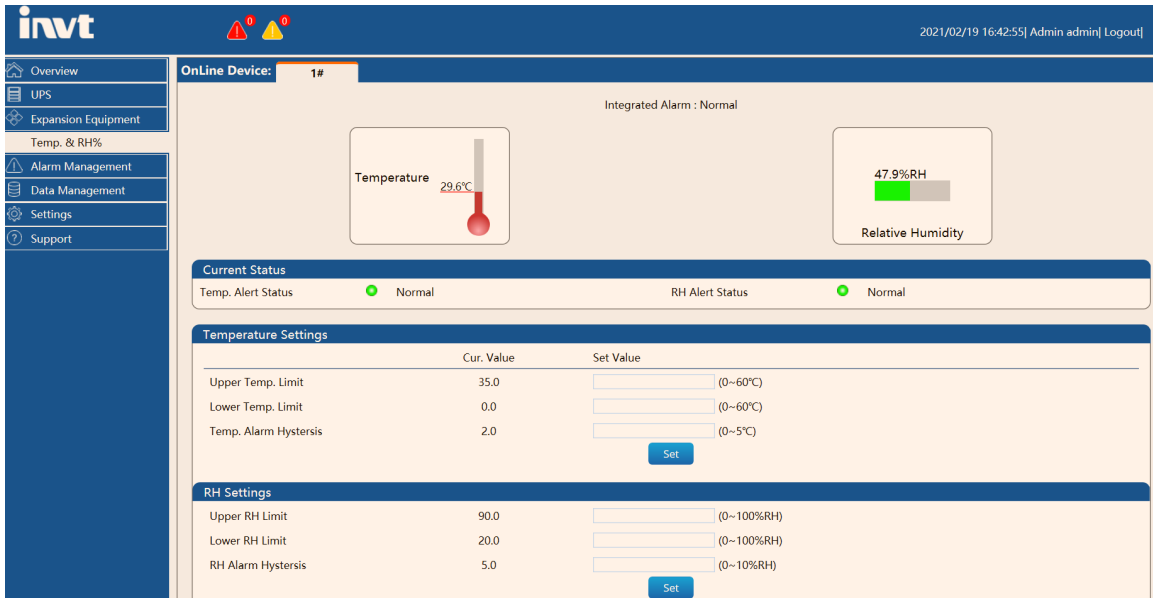 invt
0 0
2021/02/19 16:42:55| Admin admin| Logout|
Overview
UPS
Expansion Equipment
Temp. & RH%
Alarm Management
Data Management
Settings
Support
OnLine Device: 1#
Integrated Alarm : Normal
Temperature 29.6℃
47.9%RH
Relative Humidity
Current Status
Temp. Alert Status Normal RH Alert Status Normal
Temperature Settings
Cur. Value Set Value
Upper Temp. Limit 35.0 (0~60℃)
Lower Temp. Limit 0.0 (0~60℃)
Temp. Alarm Hystersis 2.0 (0~5℃)
Set
RH Settings
Upper RH Limit 90.0 (0~100%RH)
Lower RH Limit 20.0 (0~100%RH)
RH Alarm Hystersis 5.0 (0~10%RH)
Set